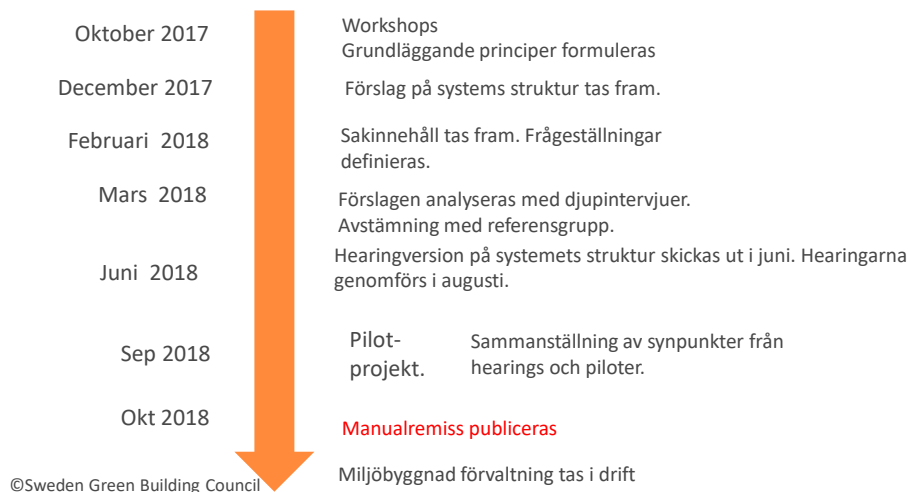 Oktober 2017
Workshops
Grundläggande principer formuleras
December 2017
Förslag på systems struktur tas fram.
Februari 2018
Sakinnehåll tas fram. Frågeställningar
definieras.
Mars 2018
Förslagen analyseras med djupintervjuer.
Avstämning med referensgrupp.
Juni 2018
Hearingversion på systemets struktur skickas ut i juni. Hearingarna
genomförs i augusti.
Sep 2018
Pilot-
projekt.
Sammanställning av synpunkter från
hearings och piloter.
Okt 2018
Manualremiss publiceras
Miljöbyggnad förvaltning tas i drift
©Sweden Green Building Council